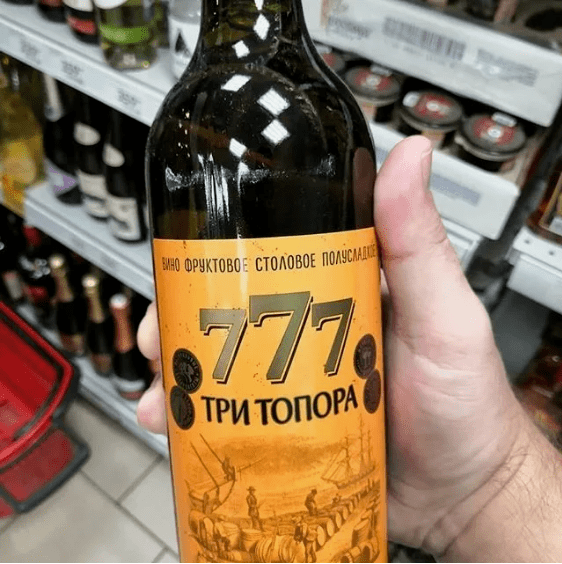 ВИНО ФРУКТОВОЕ СТОЛОВОЕ ПОЛУСЛАДКОЕ
777
ТРИ ТОПОРА